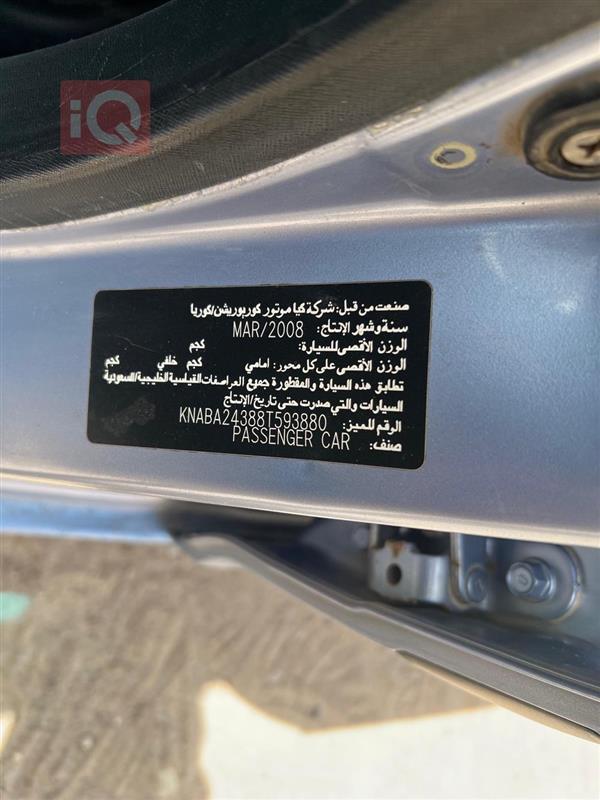 iQ
صنعت من قبل: شركة كيا موتور كوربوريشن/كوريا
سنة وشهر الإنتاج: MAR/2008
الوزن الأقصى للسيارة: كجم
الوزن الأقصى على كل محور: امامي كجم خلفي كجم
تطابق هذه السيارة والمقطورة جميع المواصفات القياسية الخليجية/السعودية
السيارات والتي صدرت حتى تاريخ/الإنتاج
الرقم المميز: KNABA24388T593880
صنف: PASSENGER CAR